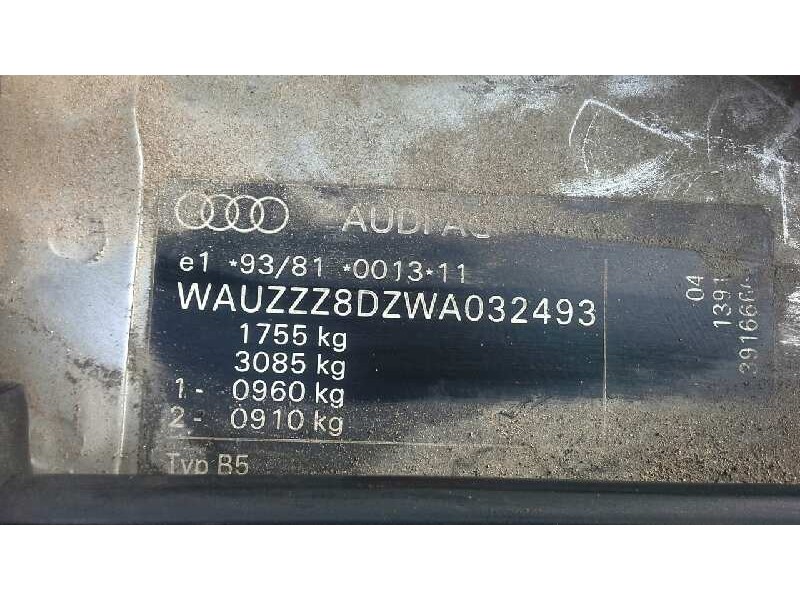 AUDI AG
e1 *93/81 *0013*11
WAUZZZ8DZWA032493
1755 kg
3085 kg
1- 0960 kg
2- 0910 kg
Typ B5
04
1391